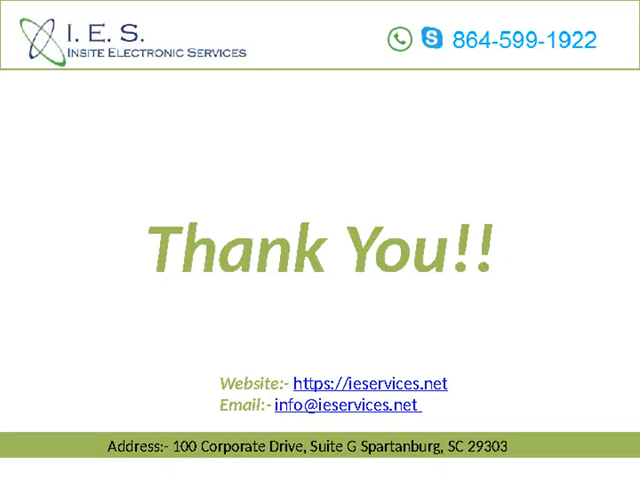 I. E. S.
Insite Electronic Services
864-599-1922
Thank You!!
Website:- https://ieservices.net
Email:- info@ieservices.net
Address:- 100 Corporate Drive, Suite G Spartanburg, SC 29303